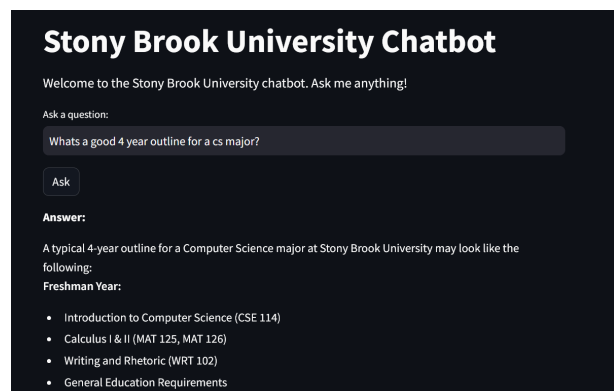 Stony Brook University Chatbot
Welcome to the Stony Brook University chatbot. Ask me anything!
Ask a question:
Whats a good 4 year outline for a cs major?
Ask
Answer:
A typical 4-year outline for a Computer Science major at Stony Brook University may look like the
following:
Freshman Year:
• Introduction to Computer Science (CSE 114)
• Calculus I & II (MAT 125, MAT 126)
• Writing and Rhetoric (WRT 102)
• General Education Requirements